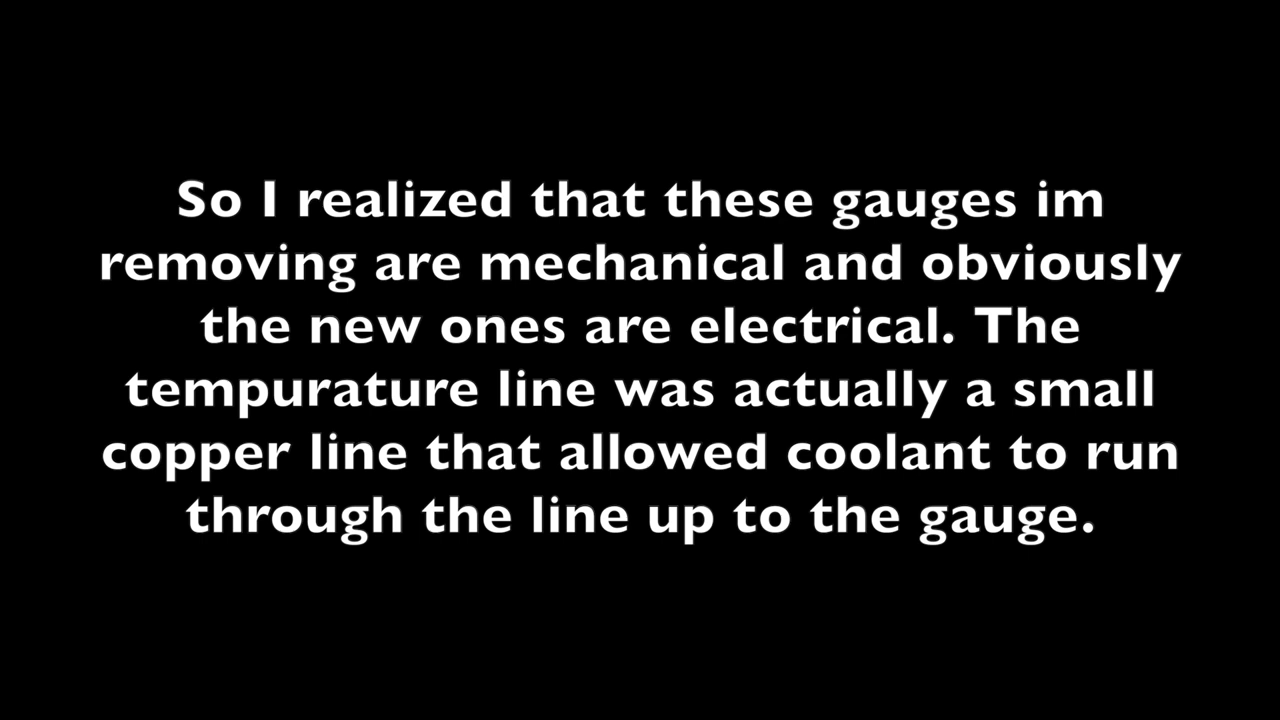 So I realized that these gauges im
removing are mechanical and obviously
the new ones are electrical. The
tempurature line was actually a small
copper line that allowed coolant to run
through the line up to the gauge.